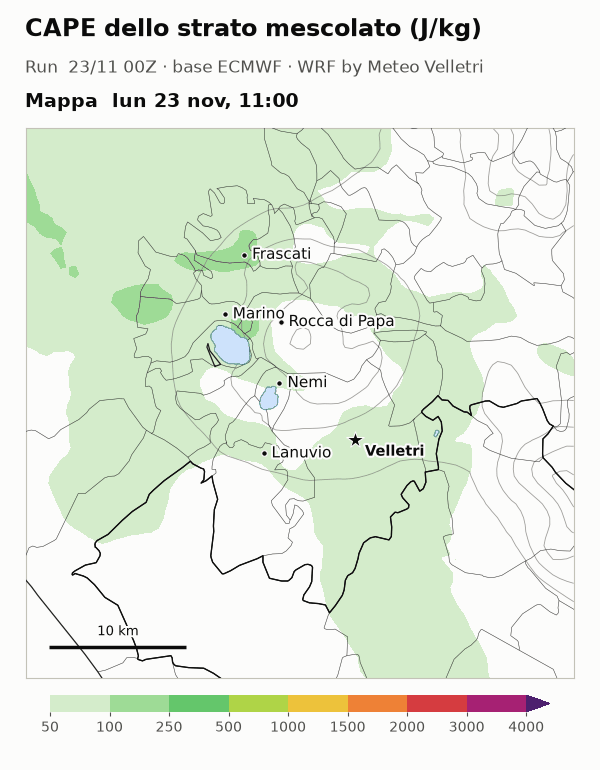 CAPE dello strato mescolato (J/kg)
Run  23/11 00Z · base ECMWF · WRF by Meteo Velletri
Mappa  lun 23 nov, 11:00
Frascati
Marino
Rocca di Papa
Nemi
Velletri
Lanuvio
10 km
50 100 250 500 1000 1500 2000 3000 4000